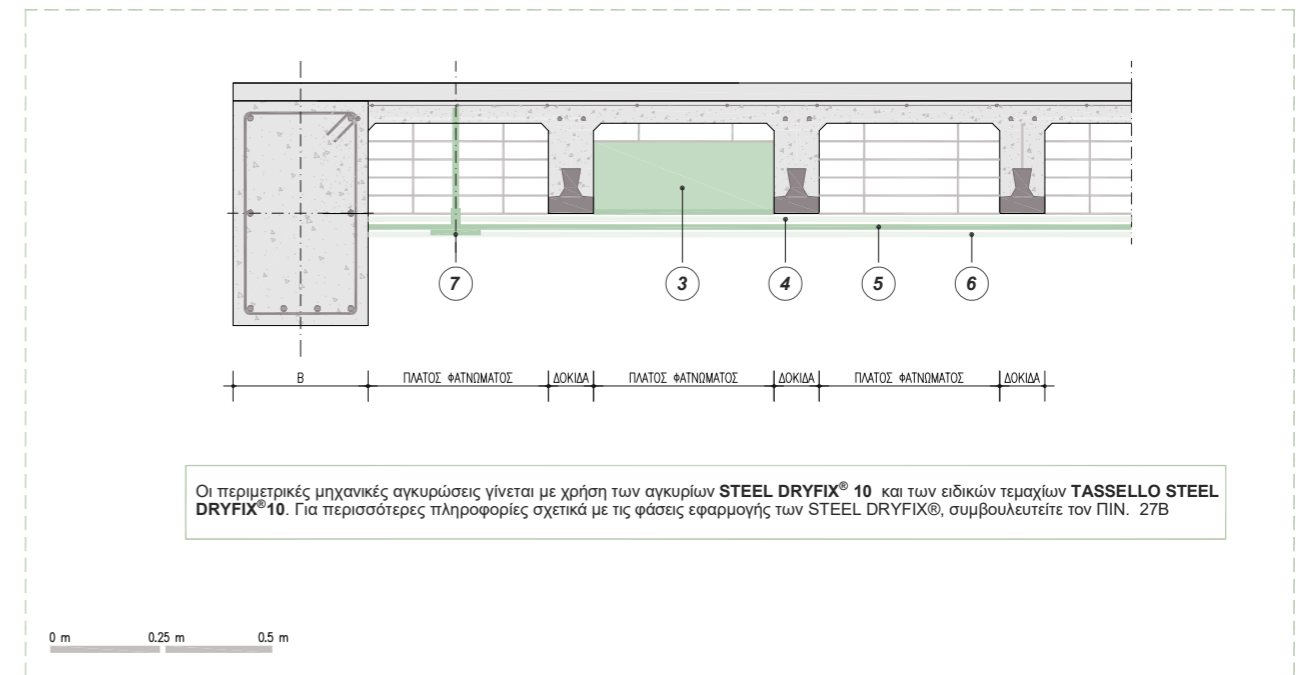 7
3
4
5
6
B
ΠΛΑΤΟΣ ΦΑΤΝΩΜΑΤΟΣ
ΔΟΚΙΔΑ
ΠΛΑΤΟΣ ΦΑΤΝΩΜΑΤΟΣ
ΔΟΚΙΔΑ
ΠΛΑΤΟΣ ΦΑΤΝΩΜΑΤΟΣ
ΔΟΚΙΔΑ
Οι περιμετρικές μηχανικές αγκυρώσεις γίνεται με χρήση των αγκυρίων STEEL DRYFIX® 10 και των ειδικών τεμαχίων TASSELLO STEEL
DRYFIX®10. Για περισσότερες πληροφορίες σχετικά με τις φάσεις εφαρμογής των STEEL DRYFIX®, συμβουλευτείτε τον ΠΙΝ. 27B
0 m 0.25 m 0.5 m